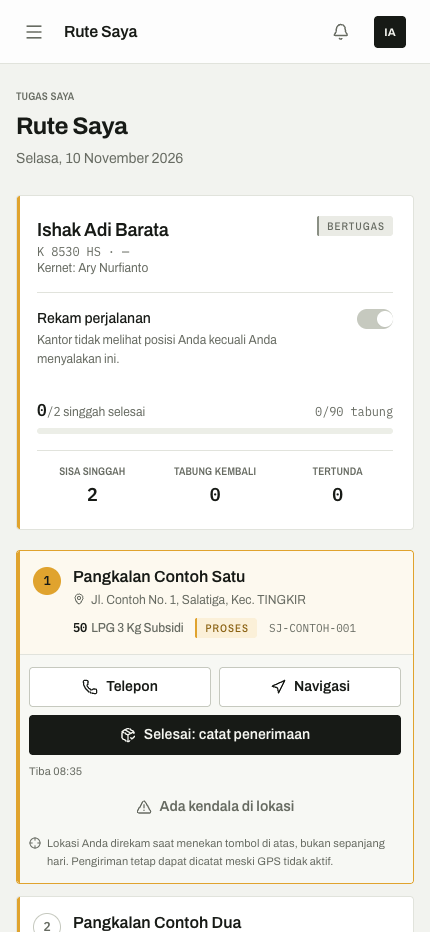 Rute Saya
IA
TUGAS SAYA
Rute Saya
Selasa, 10 November 2026
Ishak Adi Barata
BERTUGAS
K 8530 HS · —
Kernet: Ary Nurfianto
Rekam perjalanan
Kantor tidak melihat posisi Anda kecuali Anda
menyalakan ini.
0/2 singgah selesai
0/90 tabung
SISA SINGGAH
TABUNG KEMBALI
TERTUNDA
2
0
0
1
Pangkalan Contoh Satu
Jl. Contoh No. 1, Salatiga, Kec. TINGKIR
50 LPG 3 Kg Subsidi
PROSES
SJ-CONTOH-001
Telepon
Navigasi
Selesai: catat penerimaan
Tiba 08:35
Ada kendala di lokasi
Lokasi Anda direkam saat menekan tombol di atas, bukan sepanjang
hari. Pengiriman tetap dapat dicatat meski GPS tidak aktif.
2
Pangkalan Contoh Dua